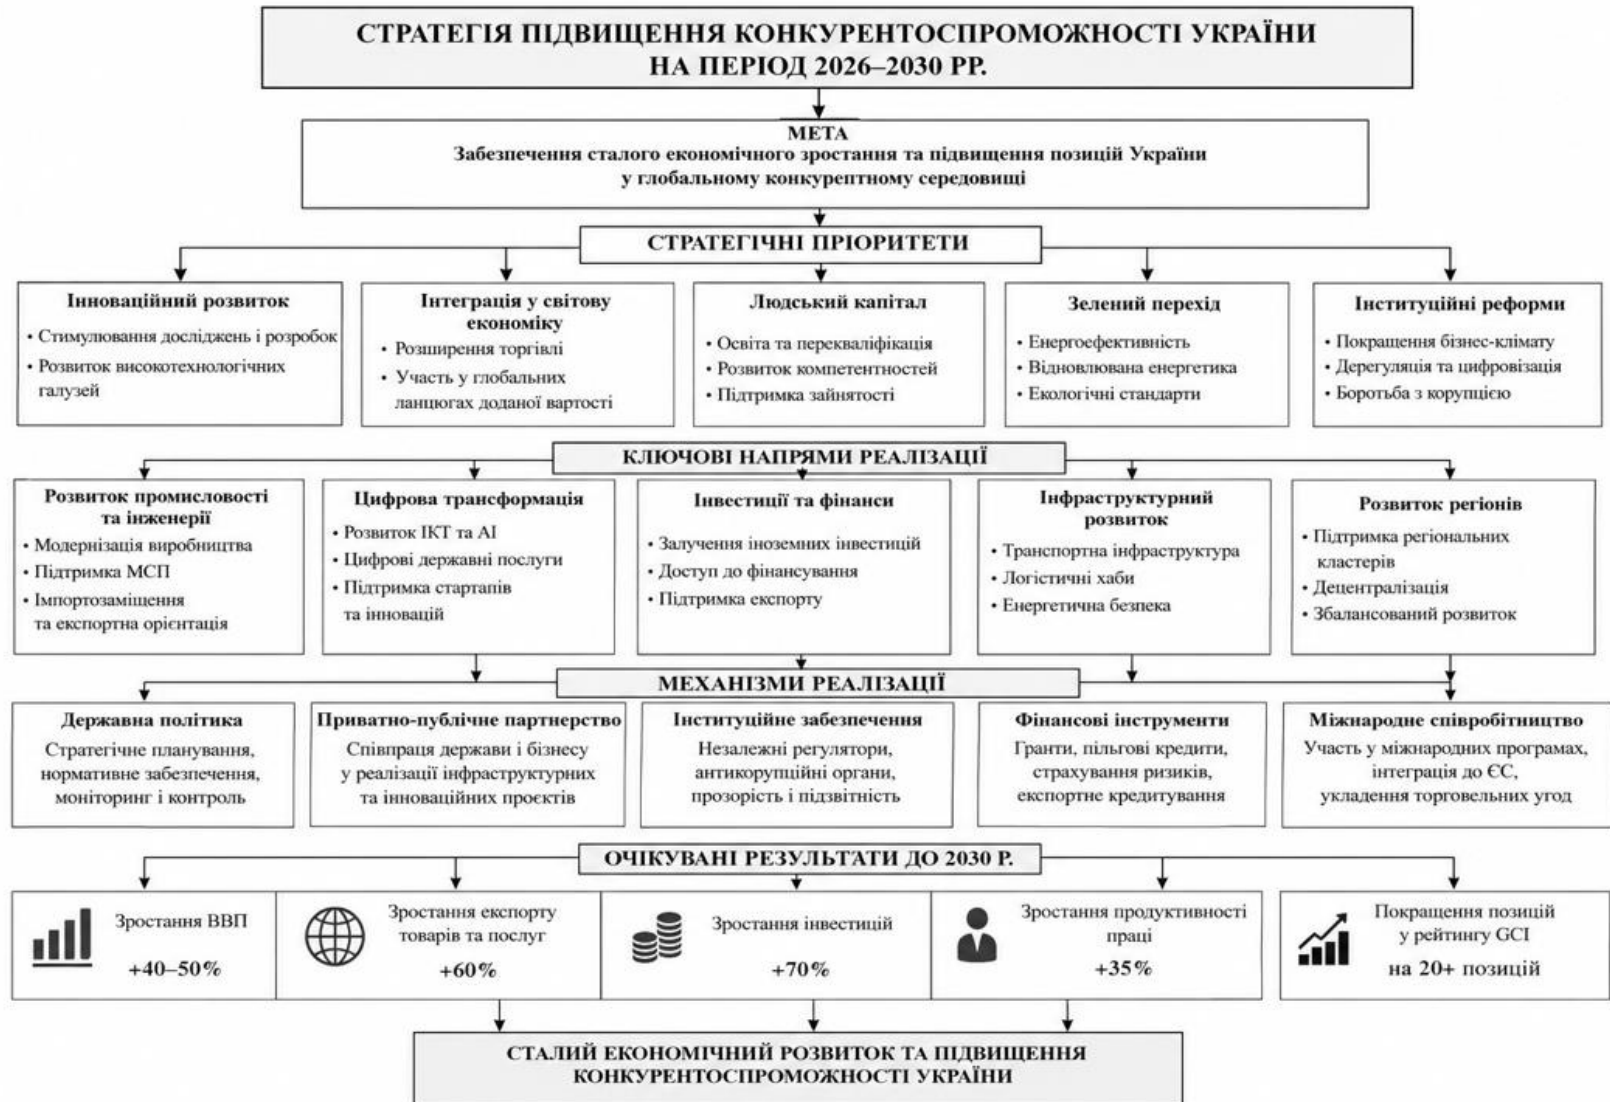 СТРАТЕГІЯ ПІДВИЩЕННЯ КОНКУРЕНТОСПРОМОЖНОСТІ УКРАЇНИ
НА ПЕРІОД 2026–2030 РР.
МЕТА
Забезпечення сталого економічного зростання та підвищення позицій України
у глобальному конкурептному середовищі
СТРАТЕГІЧНІ ПРІОРИТЕТИ
Інноваційний розвиток
• Стимулювання досліджень і розробок
• Розвиток високотехнологічних
галузей
Інтеграція у світову
економіку
• Розширення торгівлі
• Участь у глобальних
ланцюгах доданої вартості
Людський капітал
• Освіта та перекваліфікація
• Розвиток компетентностей
• Підтримка зайнятості
Зелений перехід
• Енергоефективність
• Відновлювана енергетика
• Екологічні стандарти
Інституційні реформи
• Покращення бізнес-клімату
• Дерегуляція та цифровізація
• Боротьба з корупцією
КЛЮЧОВІ НАПРЯМИ РЕАЛІЗАЦІЇ
Розвиток промисловості
та інженерії
• Модернізація виробництва
• Підтримка МСП
• Імпортозаміщення
та експортна орієнтація
Цифрова трансформація
• Розвиток ІКТ та АІ
• Цифрові державні послуги
• Підтримка стартапів
та інновацій
Інвестиції та фінанси
• Залучення іноземних інвестицій
• Доступ до фінансування
• Підтримка експорту
Інфраструктурний
розвиток
• Транспортна інфраструктура
• Логістичні хаби
• Енергетична безпека
Розвиток регіонів
• Підтримка регіональних
кластерів
• Децентралізація
• Збалансований розвиток
МЕХАНІЗМИ РЕАЛІЗАЦІЇ
Державна політика
Стратегічне планування,
нормативне забезпечення,
моніторинг і контроль
Приватно-публічне партнерство
Співпраця держави і бізнесу
у реалізації інфраструктурних
та інноваційних проєктів
Інституційне забезпечення
Незалежні регулятори,
антикорупційні органи,
прозорість і підзвітність
Фінансові інструменти
Гранти, пільгові кредити,
страхування ризиків,
експортне кредитування
Міжнародне співробітництво
Участь у міжнародних програмах,
інтеграція до ЄС,
укладення торговельних угод
ОЧІКУВАНІ РЕЗУЛЬТАТИ ДО 2030 Р.
Зростання ВВП
+40–50%
Зростання експорту
товарів та послуг
+60%
Зростання інвестицій
+70%
Зростання продуктивності
праці
+35%
Покращення позицій
у рейтингу GCI
на 20+ позицій
СТАЛИЙ ЕКОНОМІЧНИЙ РОЗВИТОК ТА ПІДВИЩЕННЯ
КОНКУРЕНТОСПРОМОЖНОСТІ УКРАЇНИ